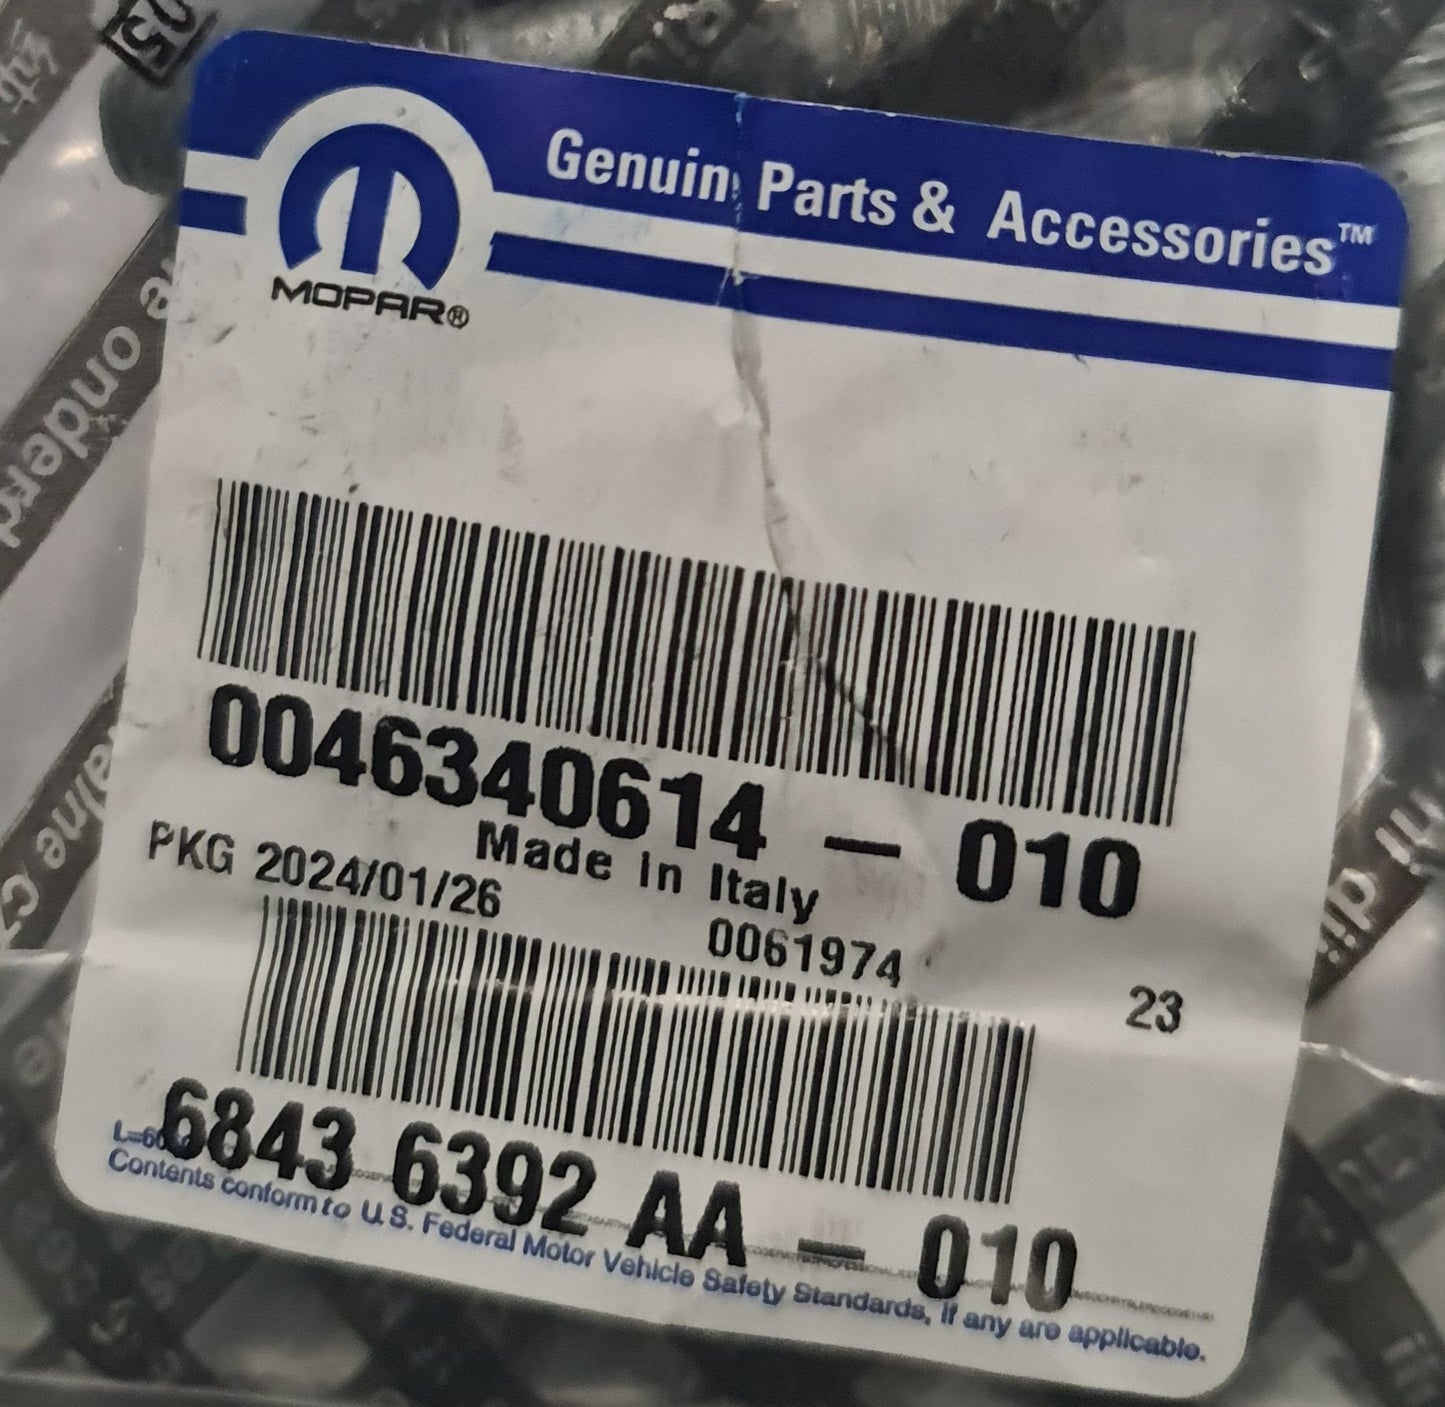 Genuin Parts & Accessories™
MOPAR®
0046340614 - 010
Made in Italy
PKG 2024/01/26
0061974
23
6843 6392 AA - 010
Contents conform to U.S. Federal Motor Vehicle Safety Standards, if any are applicable.
onderd